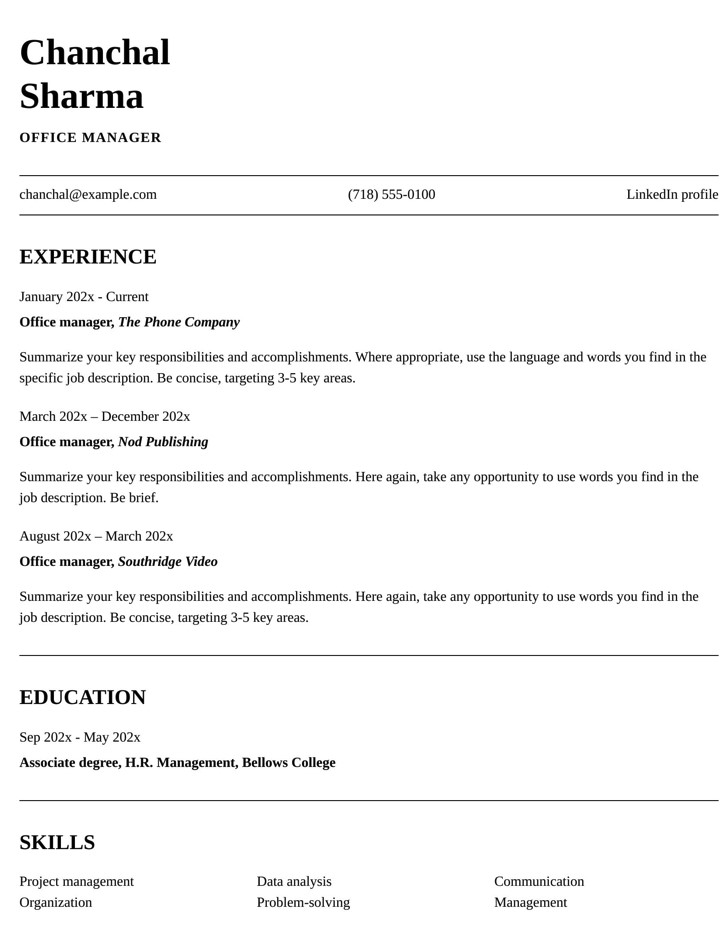 Chanchal
Sharma
OFFICE MANAGER
chanchal@example.com (718) 555-0100 LinkedIn profile
EXPERIENCE
January 202x - Current
Office manager, The Phone Company
Summarize your key responsibilities and accomplishments. Where appropriate, use the language and words you find in the
specific job description. Be concise, targeting 3-5 key areas.
March 202x – December 202x
Office manager, Nod Publishing
Summarize your key responsibilities and accomplishments. Here again, take any opportunity to use words you find in the
job description. Be brief.
August 202x – March 202x
Office manager, Southridge Video
Summarize your key responsibilities and accomplishments. Here again, take any opportunity to use words you find in the
job description. Be concise, targeting 3-5 key areas.
EDUCATION
Sep 202x - May 202x
Associate degree, H.R. Management, Bellows College
SKILLS
Project management Data analysis Communication
Organization Problem-solving Management